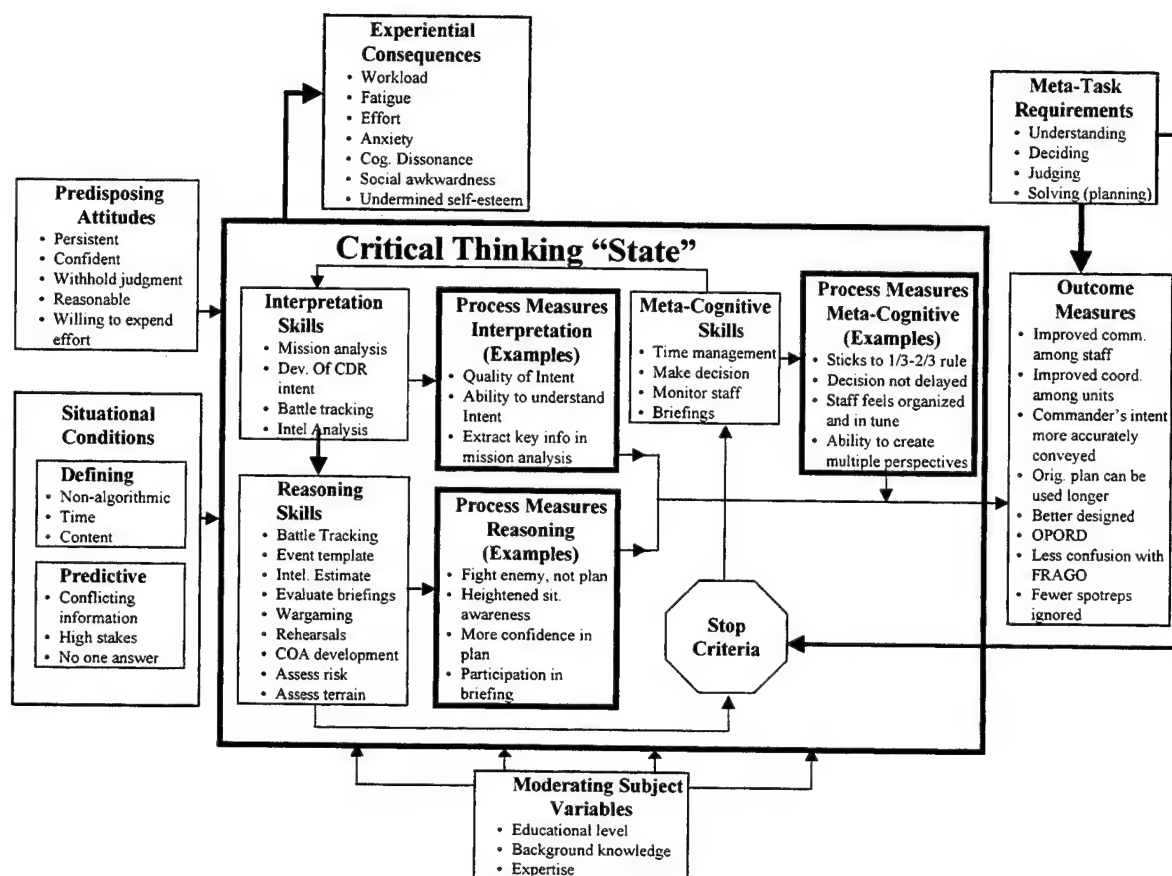 Experiential
Consequences
• Workload
• Fatigue
• Effort
• Anxiety
• Cog. Dissonance
• Social awkwardness
• Undermined self-esteem
Meta-Task
Requirements
• Understanding
• Deciding
• Judging
• Solving (planning)
Predisposing
Attitudes
• Persistent
• Confident
• Withhold judgment
• Reasonable
• Willing to expend
effort
Situational
Conditions
Defining
• Non-algorithmic
• Time
• Content
Predictive
• Conflicting
information
• High stakes
• No one answer
Critical Thinking “State”
Interpretation
Skills
• Mission analysis
• Dev. Of CDR
intent
• Battle tracking
• Intel Analysis
Process Measures
Interpretation
(Examples)
• Quality of Intent
• Ability to understand
Intent
• Extract key info in
mission analysis
Meta-Cognitive
Skills
• Time management
• Make decision
• Monitor staff
• Briefings
Process Measures
Meta-Cognitive
(Examples)
• Sticks to 1/3-2/3 rule
• Decision not delayed
• Staff feels organized
and in tune
• Ability to create
multiple perspectives
Reasoning
Skills
• Battle Tracking
• Event template
• Intel. Estimate
• Evaluate briefings
• Wargaming
• Rehearsals
• COA development
• Assess risk
• Assess terrain
Process Measures
Reasoning
(Examples)
• Fight enemy, not plan
• Heightened sit.
awareness
• More confidence in
plan
• Participation in
briefing
Stop
Criteria
Outcome
Measures
• Improved comm.
among staff
• Improved coord.
among units
• Commander’s intent
more accurately
conveyed
• Orig. plan can be
used longer
• Better designed
• OPORD
• Less confusion with
FRAGO
• Fewer spotreps
ignored
Moderating Subject
Variables
• Educational level
• Background knowledge
• Expertise